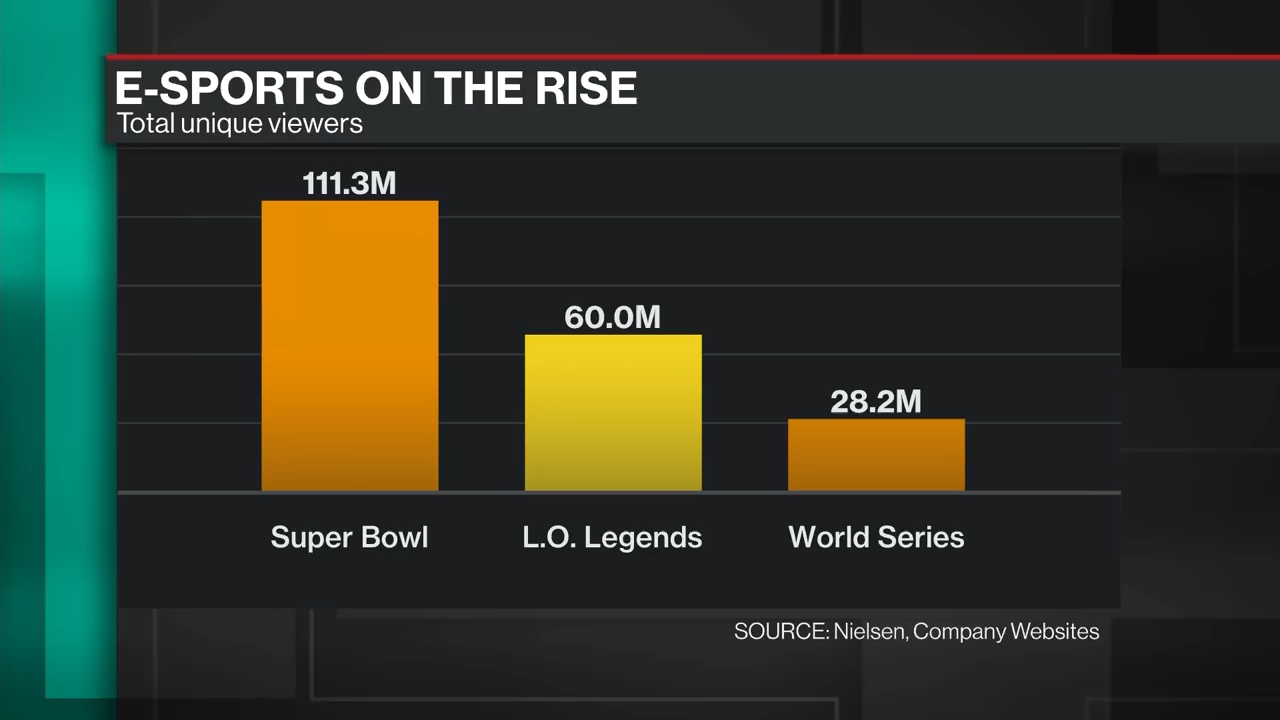 E-SPORTS ON THE RISE
Total unique viewers
111.3M
60.0M
28.2M
Super Bowl
L.O. Legends
World Series
SOURCE: Nielsen, Company Websites